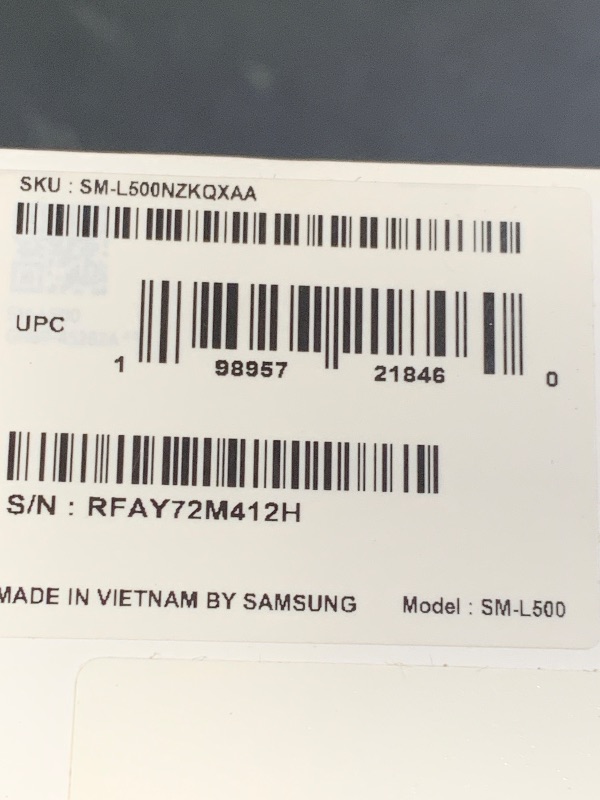 SKU : SM-L500NZKQXAA
UPC
1 98957 21846 0
S/N : RFAY72M412H
MADE IN VIETNAM BY SAMSUNG
Model : SM-L500